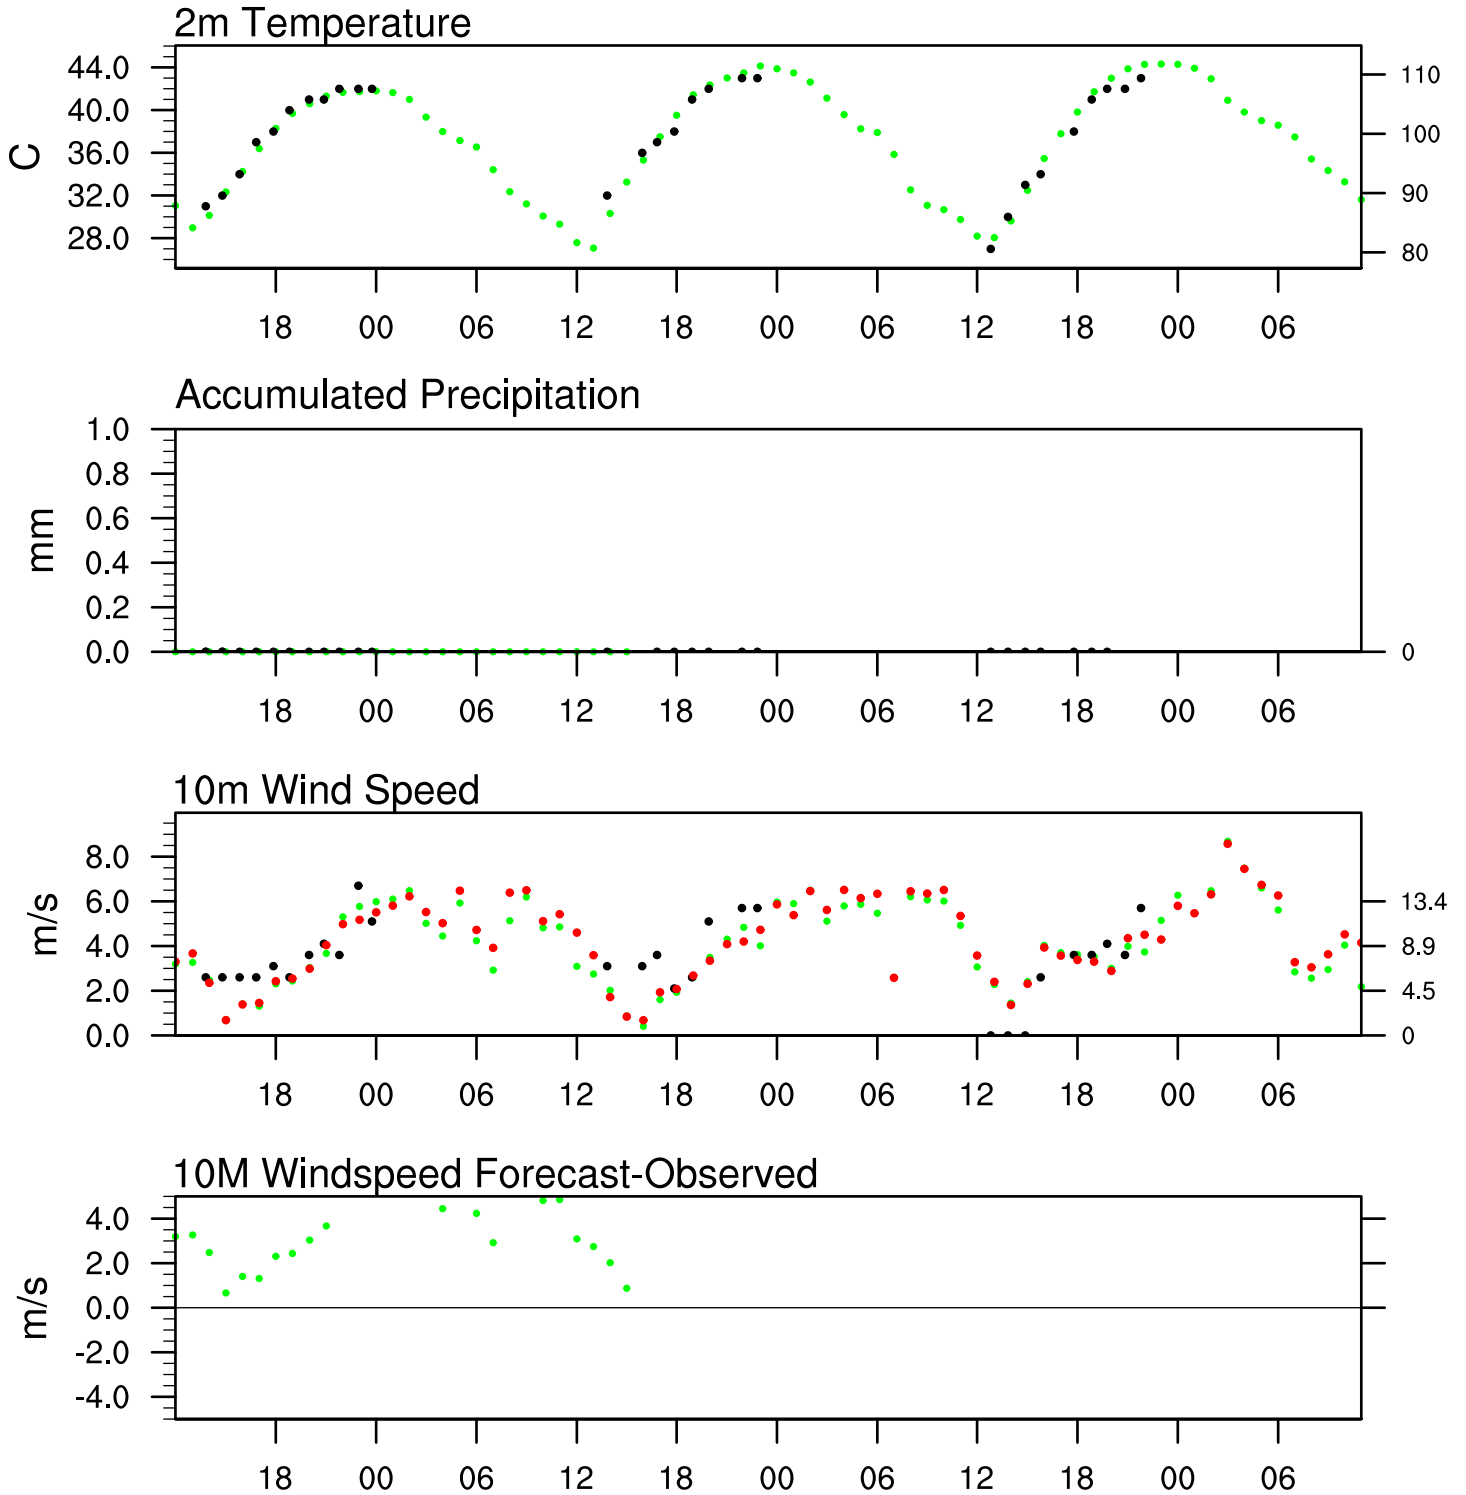 2m Temperature
44.0
40.0
36.0
32.0
28.0
C
110
100
90
80
18 00 06 12 18 00 06 12 18 00 06
Accumulated Precipitation
1.0
0.8
0.6
0.4
0.2
0.0
mm
0
18 00 06 12 18 00 06 12 18 00 06
10m Wind Speed
8.0
6.0
4.0
2.0
0.0
m/s
13.4
8.9
4.5
0
18 00 06 12 18 00 06 12 18 00 06
10M Windspeed Forecast-Observed
4.0
2.0
0.0
-2.0
-4.0
m/s
18 00 06 12 18 00 06 12 18 00 06